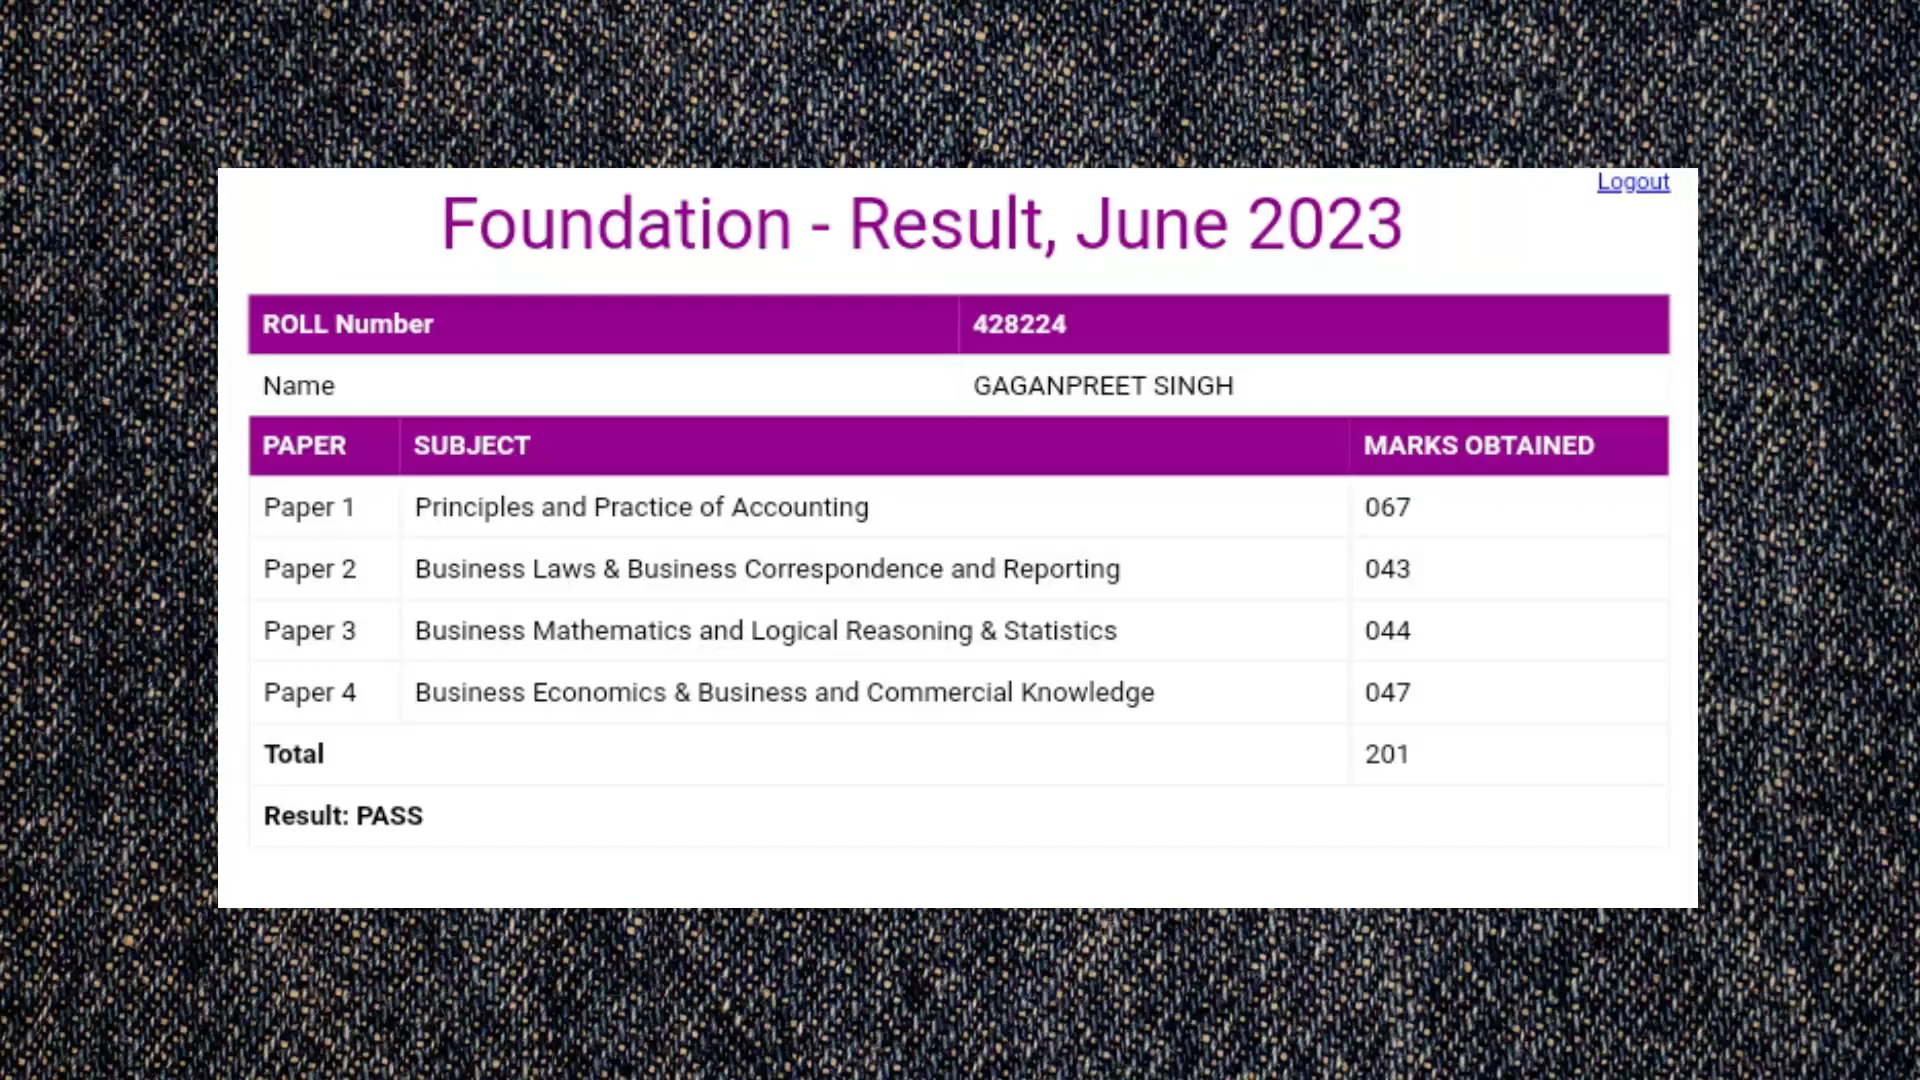 Logout
Foundation - Result, June 2023
ROLL Number 428224
Name GAGANPREET SINGH
PAPER SUBJECT MARKS OBTAINED
Paper 1 Principles and Practice of Accounting 067
Paper 2 Business Laws & Business Correspondence and Reporting 043
Paper 3 Business Mathematics and Logical Reasoning & Statistics 044
Paper 4 Business Economics & Business and Commercial Knowledge 047
Total 201
Result: PASS